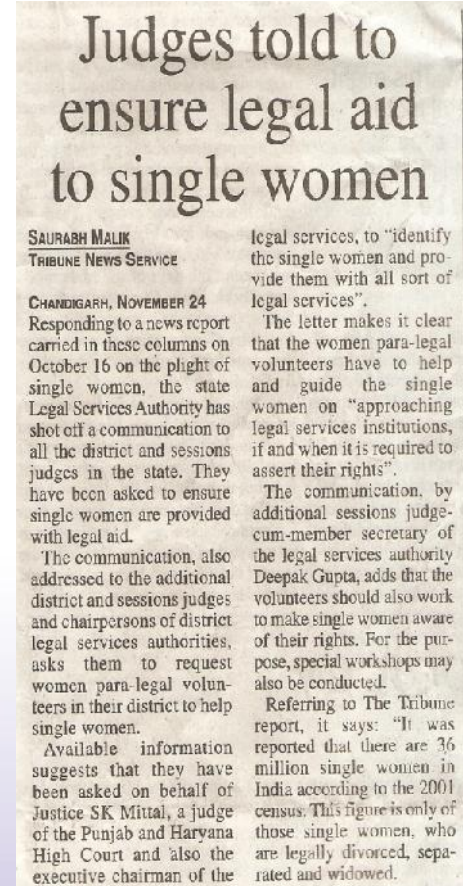 Judges told to
ensure legal aid
to single women
SAURABH MALIK
TRIBUNE NEWS SERVICE
CHANDIGARH, NOVEMBER 24
Responding to a news report
carried in these columns on
October 16 on the plight of
single women, the state
Legal Services Authority has
shot off a communication to
all the district and sessions
judges in the state. They
have been asked to ensure
single women are provided
with legal aid.
The communication, also
addressed to the additional
district and sessions judges
and chairpersons of district
legal services authorities,
asks them to request
women para-legal volun-
teers in their district to help
single women.
Available information
suggests that they have
been asked on behalf of
Justice SK Mittal, a judge
of the Punjab and Haryana
High Court and also the
executive chairman of the
legal services, to "identify
the single women and pro-
vide them with all sort of
legal services".
The letter makes it clear
that the women para-legal
volunteers have to help
and guide the single
women on "approaching
legal services institutions,
if and when it is required to
assert their rights".
The communication, by
additional sessions judge-
cum-member secretary of
the legal services authority
Deepak Gupta, adds that the
volunteers should also work
to make single women aware
of their rights. For the pur-
pose, special workshops may
also be conducted.
Referring to The Tribune
report, it says: "It was
reported that there are 36
million single women in
India according to the 2001
census. This figure is only of
those single women, who
are legally divorced, sepa-
rated and widowed.